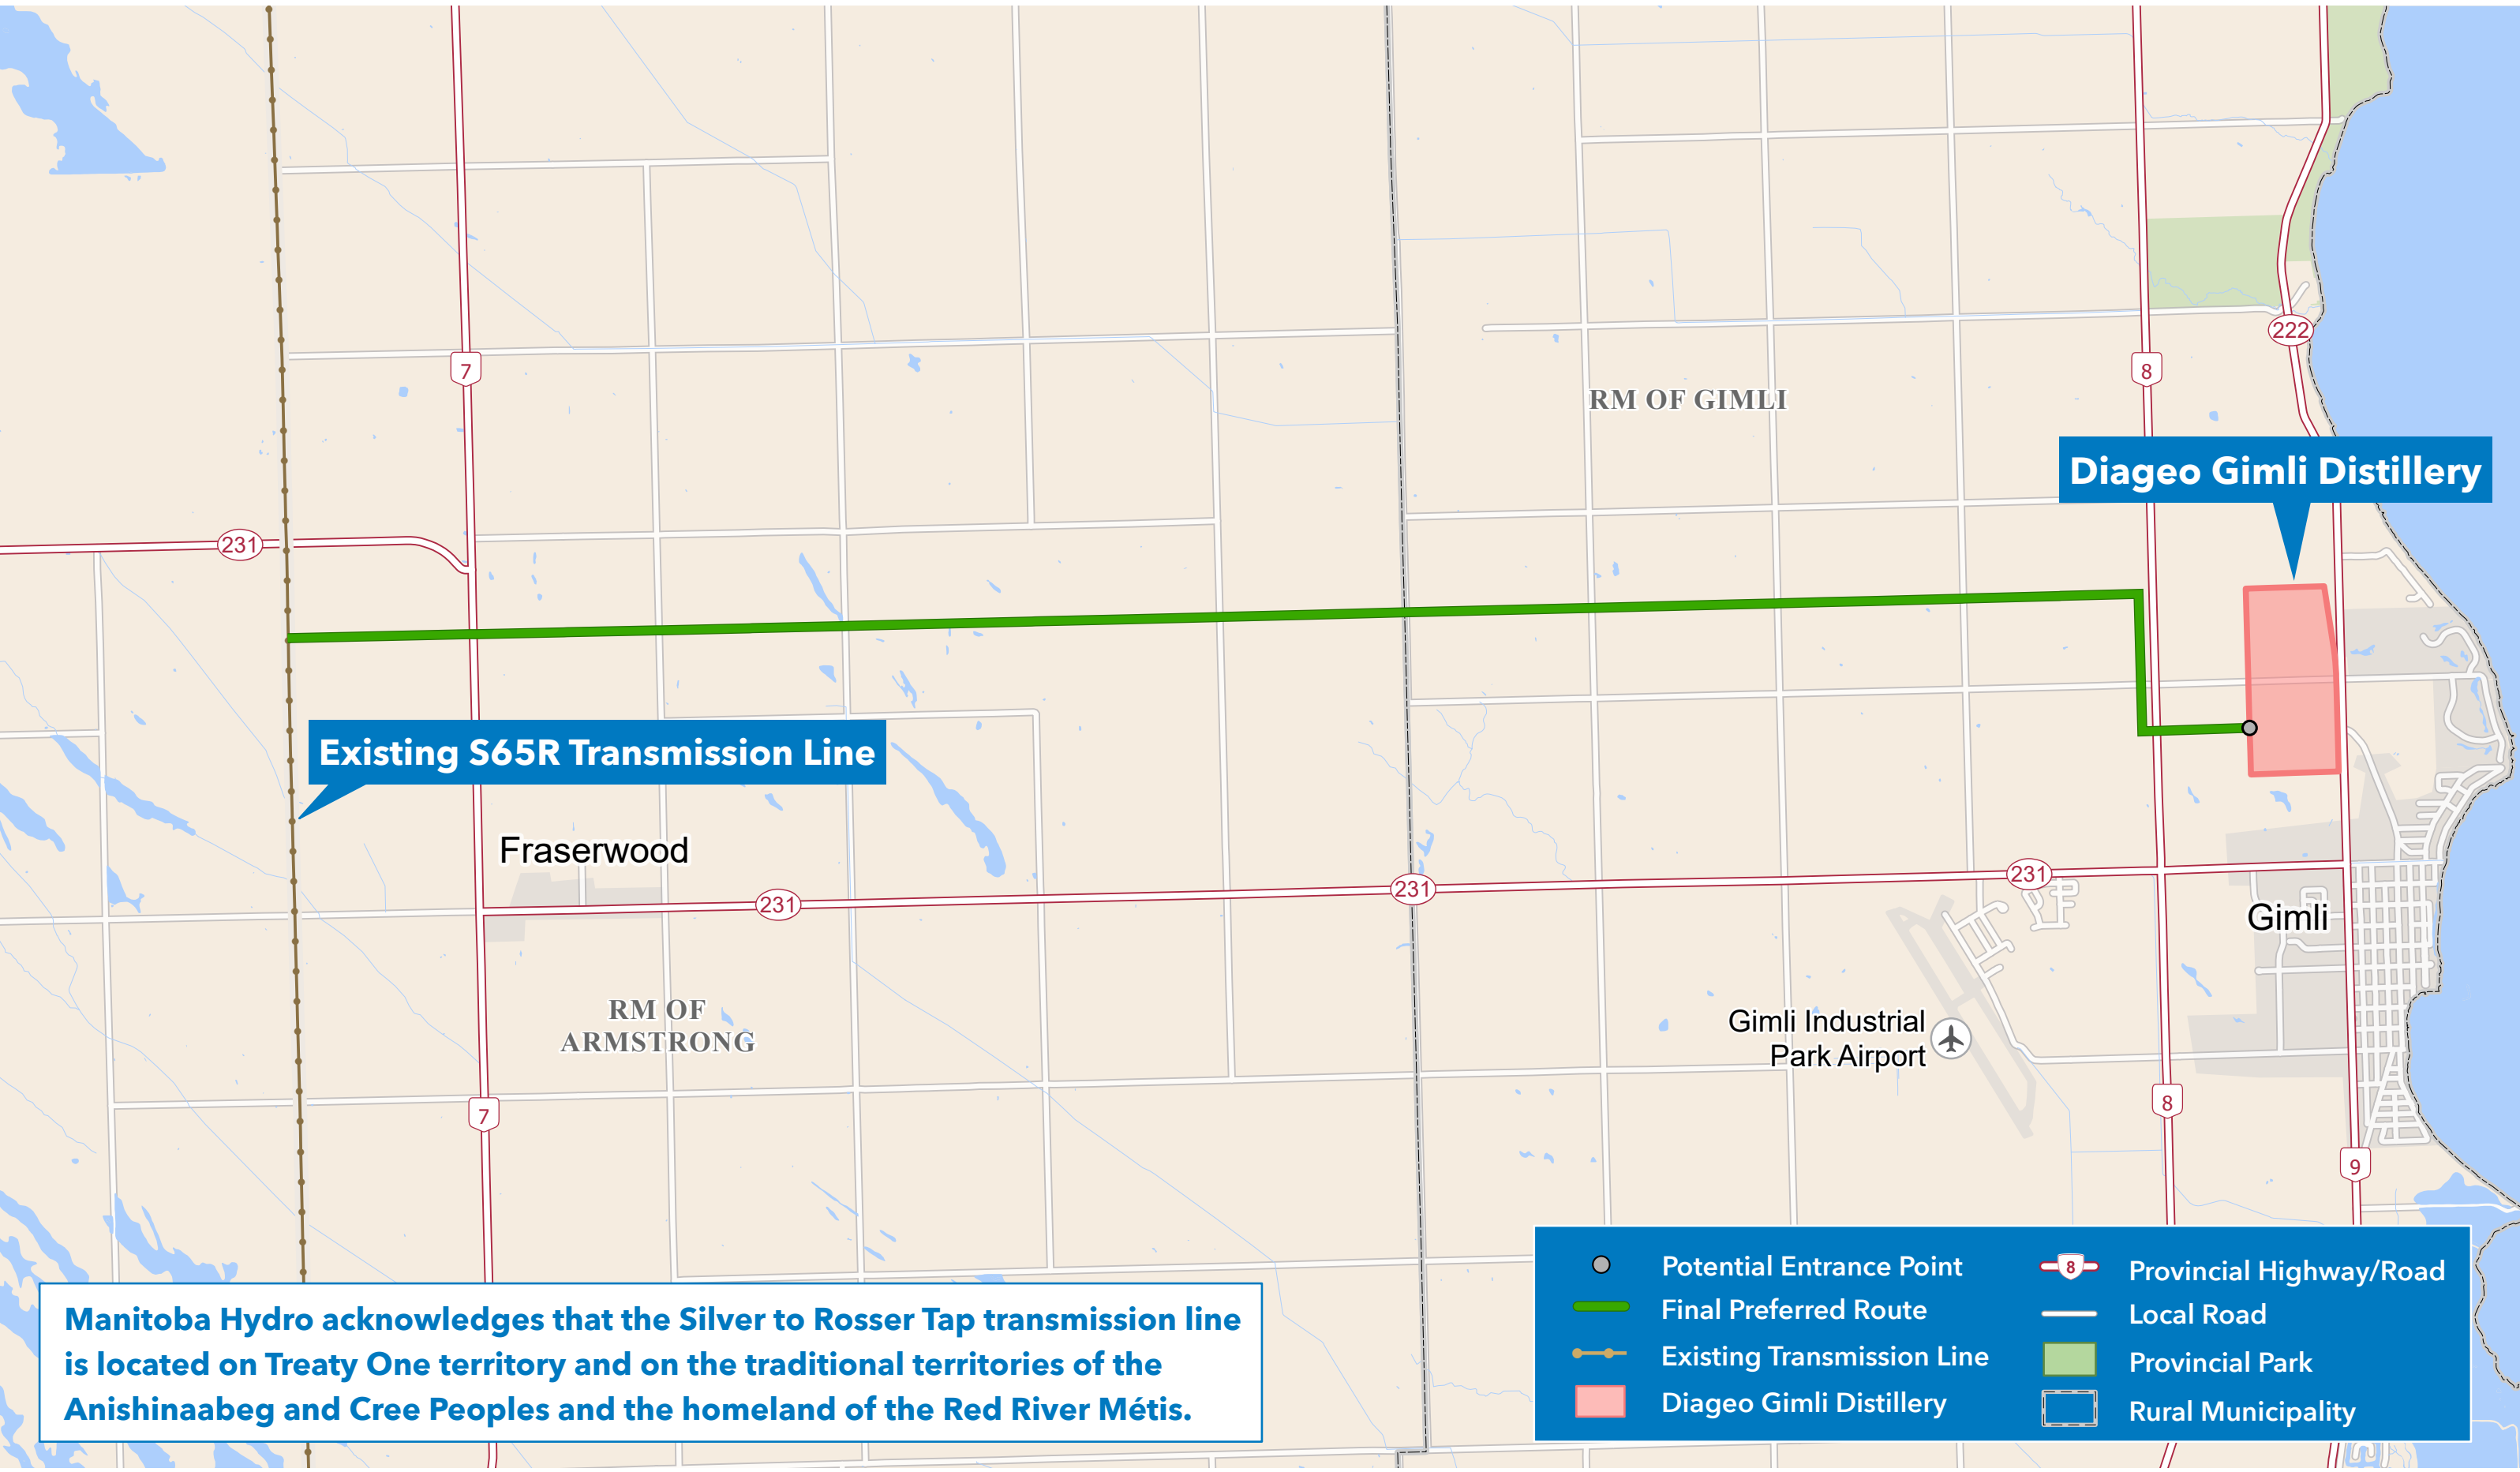 222
7
8
RM OF GIMLI
Diageo Gimli Distillery
231
Existing S65R Transmission Line
Fraserwood
231
231
231
Gimli
RM OF
ARMSTRONG
Gimli Industrial
Park Airport
7
8
9
Manitoba Hydro acknowledges that the Silver to Rosser Tap transmission line
is located on Treaty One territory and on the traditional territories of the
Anishinaabeg and Cree Peoples and the homeland of the Red River Métis.
Potential Entrance Point
Final Preferred Route
Existing Transmission Line
Diageo Gimli Distillery
8 Provincial Highway/Road
Local Road
Provincial Park
Rural Municipality